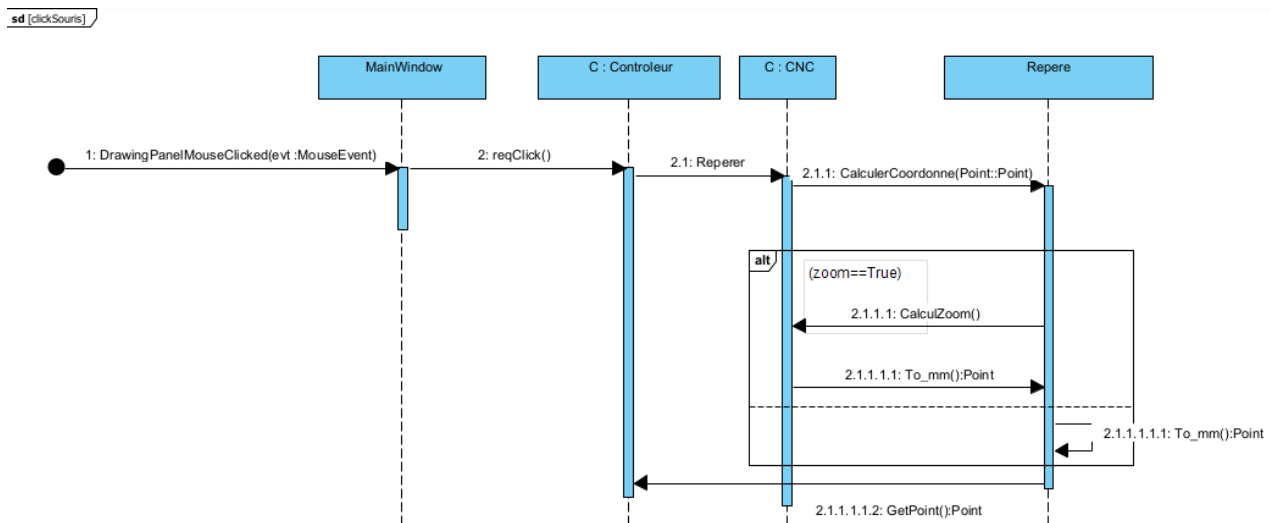 sd [clickSouris]
MainWindow
C : Controleur
C : CNC
Repere
1: DrawingPanelMouseClicked(evt :MouseEvent)
2: reqClick()
2.1: Reperer
2.1.1: CalculerCoordonne(Point::Point)
alt
(zoom==True)
2.1.1.1: CalculZoom()
2.1.1.1.1: To_mm():Point
2.1.1.1.1.1: To_mm():Point
2.1.1.1.1.2: GetPoint():Point